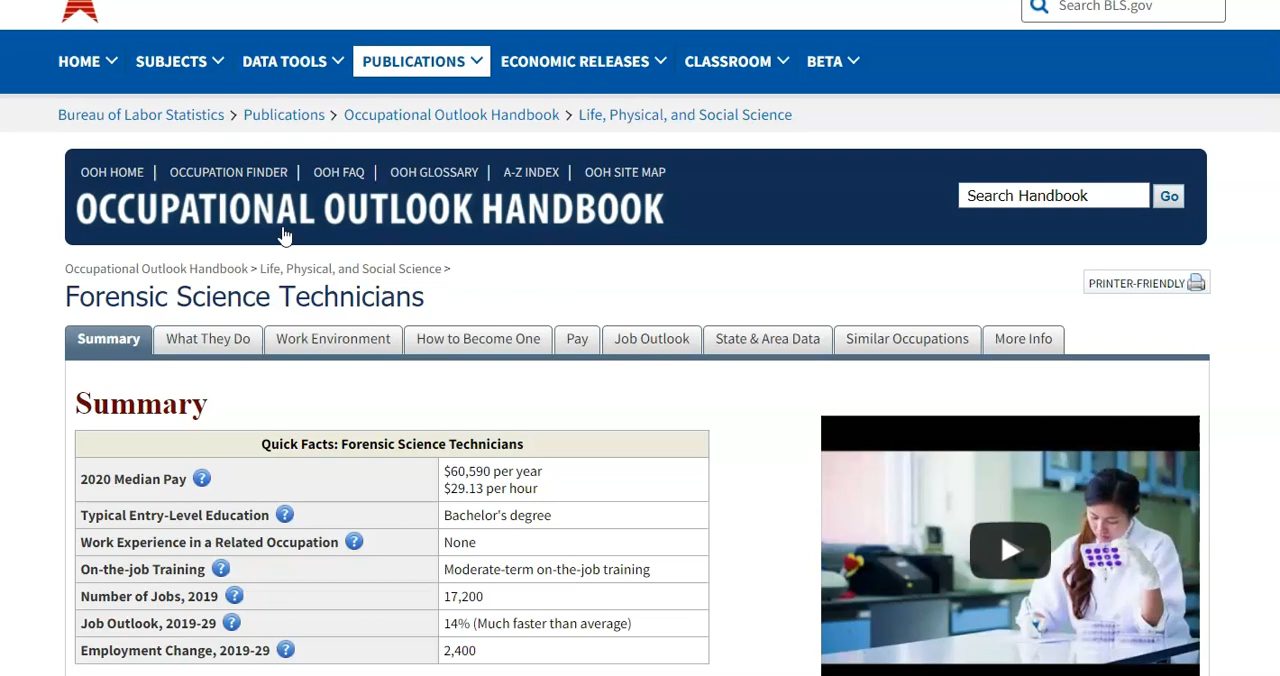 Search BLS.gov
HOME SUBJECTS DATA TOOLS PUBLICATIONS ECONOMIC RELEASES CLASSROOM BETA
Bureau of Labor Statistics > Publications > Occupational Outlook Handbook > Life, Physical, and Social Science
OOH HOME | OCCUPATION FINDER | OOH FAQ | OOH GLOSSARY | A-Z INDEX | OOH SITE MAP
OCCUPATIONAL OUTLOOK HANDBOOK
Search Handbook Go
Occupational Outlook Handbook > Life, Physical, and Social Science >
PRINTER-FRIENDLY
Forensic Science Technicians
Summary What They Do Work Environment How to Become One Pay Job Outlook State & Area Data Similar Occupations More Info
Summary
Quick Facts: Forensic Science Technicians
2020 Median Pay ? $60,590 per year
$29.13 per hour
Typical Entry-Level Education ? Bachelor's degree
Work Experience in a Related Occupation ? None
On-the-job Training ? Moderate-term on-the-job training
Number of Jobs, 2019 ? 17,200
Job Outlook, 2019-29 ? 14% (Much faster than average)
Employment Change, 2019-29 ? 2,400